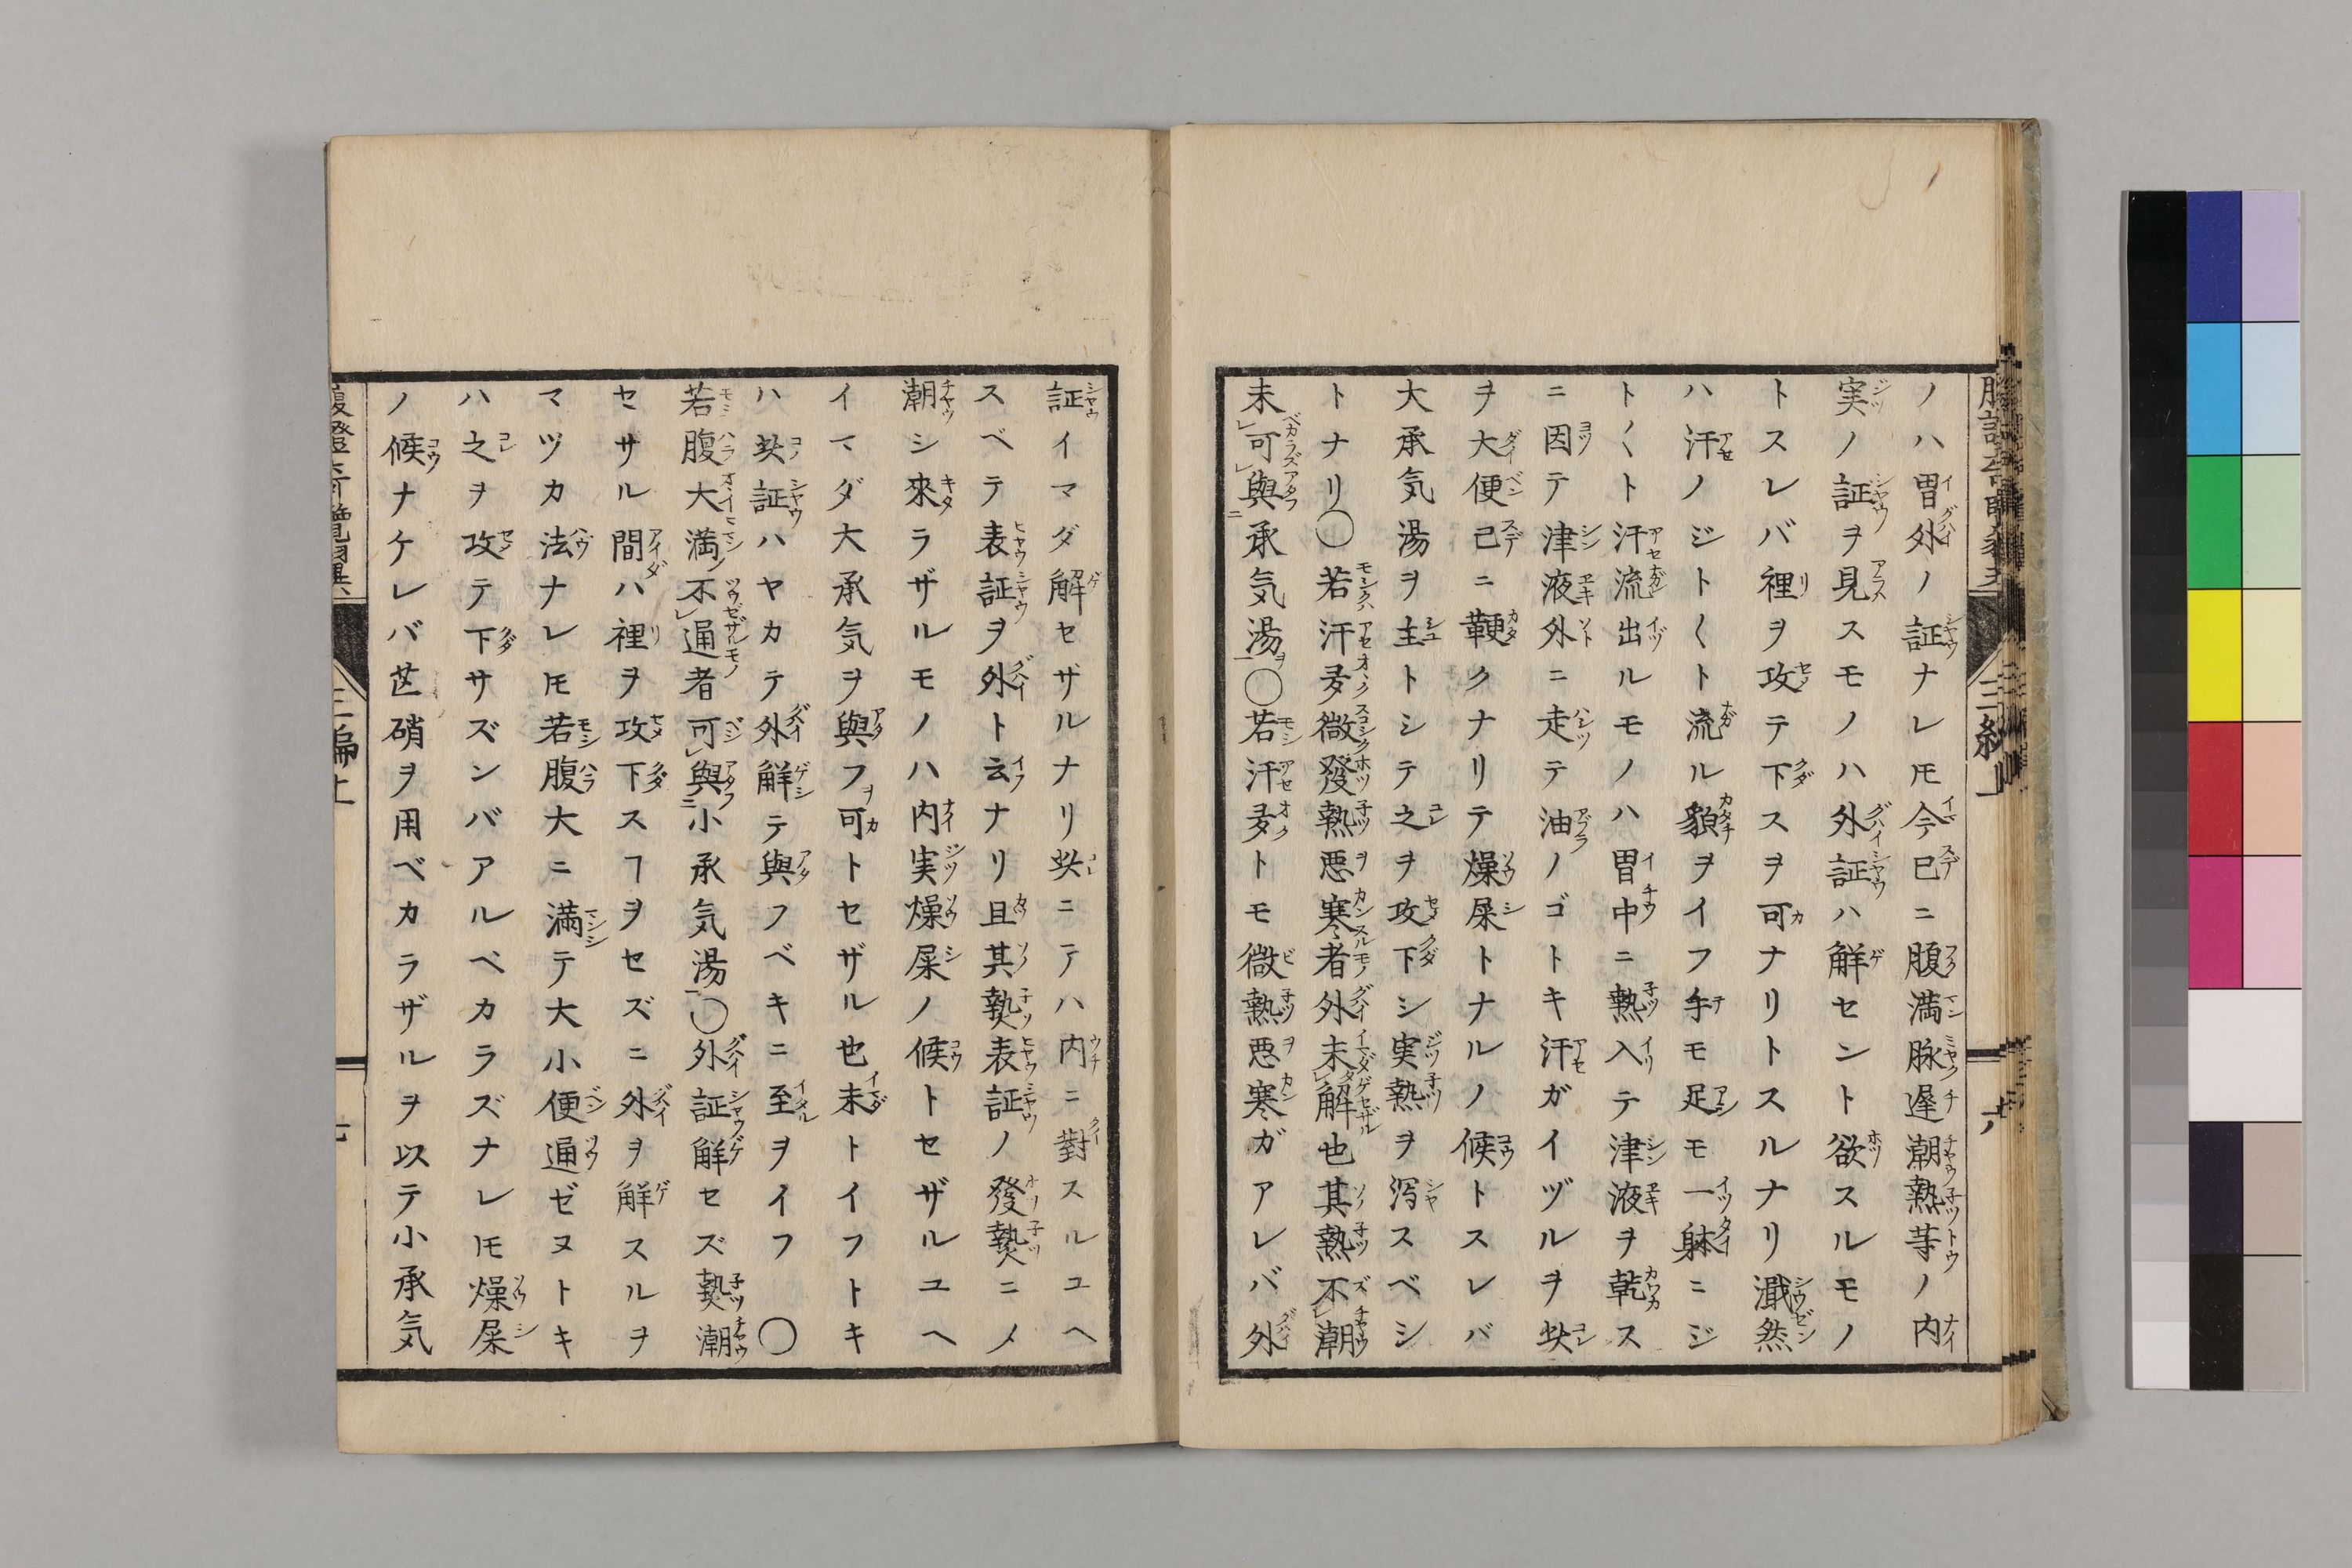 ノハ胃外ノ証ナレ𪜈今已ニ腹満脉遲潮熱等ノ内
実ノ証ヲ見スモノハ外証ハ解セント欲スルモノ
トスレバ裡ヲ攻テ下スヲ可ナリトスルナリ濈然
ハ汗ノジト〱ト流ル貌ヲイフ手モ足モ一躰ニジ
ト〱ト汗流出ルモノハ胃中ニ熱入テ津液ヲ乾ス
ニ因テ津液外ニ走テ油ノゴトキ汗ガイヅルヲ𠰥
ヲ大便已ニ鞕クナリテ燥屎トナルノ候トスレバ
大承気湯ヲ主トシテ之ヲ攻下シ実熱ヲ瀉スベシ
トナリ○若汗多微發熱悪寒者外未解也其熱不潮
未可與承気湯○若汗多トモ微熱悪寒ガアレバ外
証イマダ解セザルナリ𠰥ニテハ内ニ對スルユヘ
スベテ表証ヲ外ト云ナリ且其熱表証ノ發熱ニメ
潮シ來ラザルモノハ内実燥屎ノ候トセザルユヘ
イマダ大承気ヲ與フ可トセザル也未トイフトキ
ハ𠰥証ハヤカテ外解テ與フベキニ至ヲイフ○
若腹大満不通者可與小承気湯○外証解セズ熱潮
セサル間ハ裡ヲ攻下スヿヲセズニ外ヲ解スルヲ
マツカ法ナレ𪜈若腹大ニ満テ大小便通ゼヌトキ
ハ之ヲ攻テ下サズンバアルベカラズナレ𪜈燥屎
ノ候ナケレバ芒硝ヲ用ベカラザルヲ以テ小承気
三編上
七